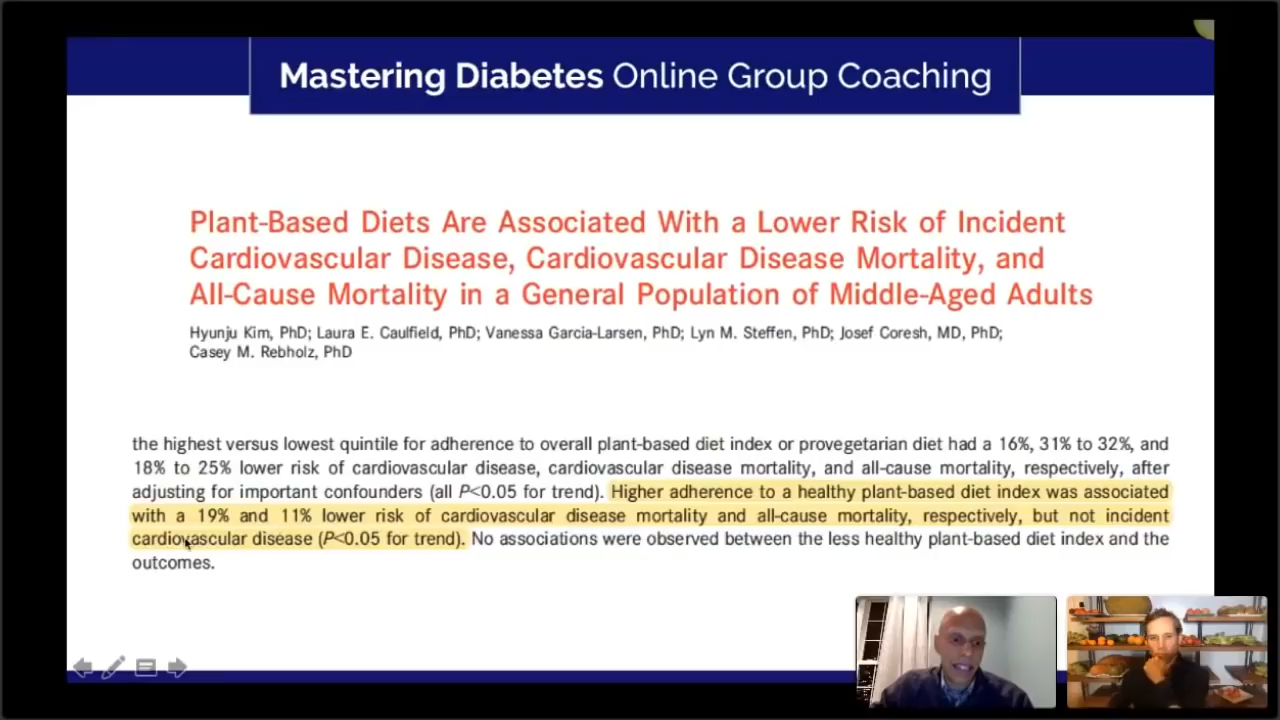 Mastering Diabetes Online Group Coaching
Plant-Based Diets Are Associated With a Lower Risk of Incident
Cardiovascular Disease, Cardiovascular Disease Mortality, and
All-Cause Mortality in a General Population of Middle-Aged Adults
Hyunju Kim, PhD; Laura E. Caulfield, PhD; Vanessa Garcia-Larsen, PhD; Lyn M. Steffen, PhD; Josef Coresh, MD, PhD;
Casey M. Rebholz, PhD
the highest versus lowest quintile for adherence to overall plant-based diet index or provegetarian diet had a 16%, 31% to 32%, and
18% to 25% lower risk of cardiovascular disease, cardiovascular disease mortality, and all-cause mortality, respectively, after
adjusting for important confounders (all P<0.05 for trend). Higher adherence to a healthy plant-based diet index was associated
with a 19% and 11% lower risk of cardiovascular disease mortality and all-cause mortality, respectively, but not incident
cardiovascular disease (P<0.05 for trend). No associations were observed between the less healthy plant-based diet index and the
outcomes.